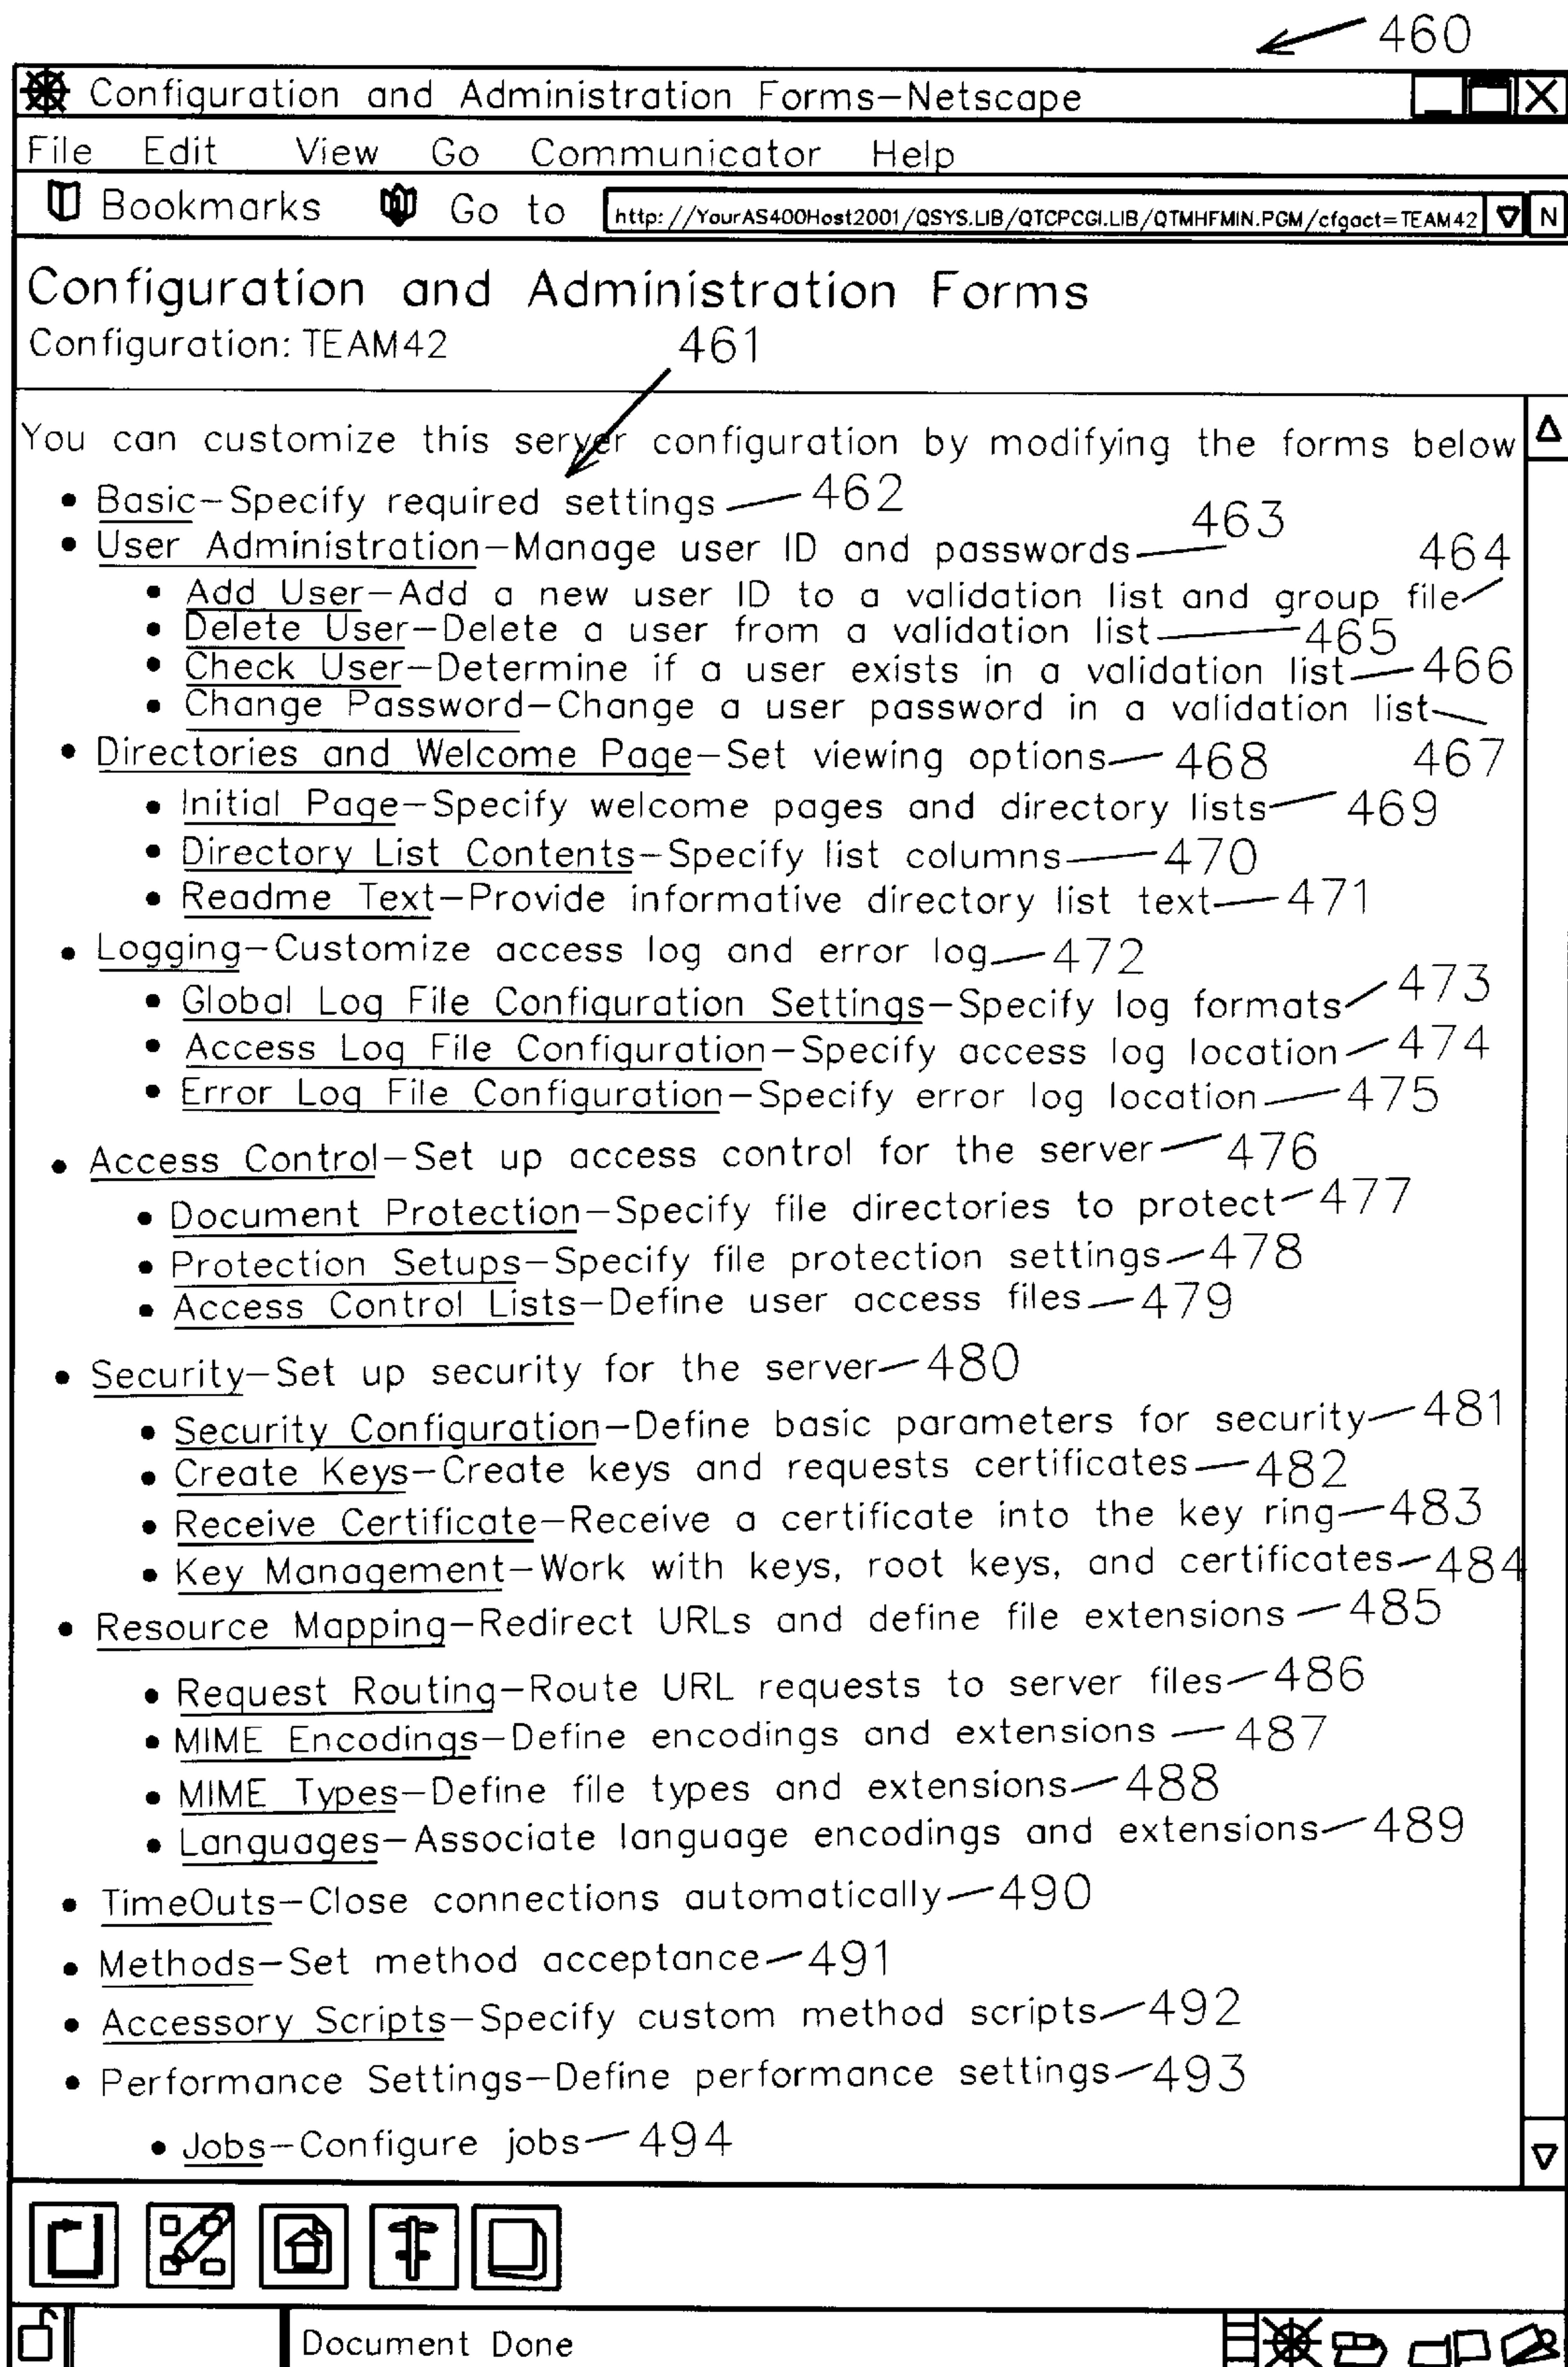 460
Configuration and Administration Forms-Netscape
File Edit View Go Communicator Help
Bookmarks Go to http://YourAS400Host2001/QSYS.LIB/QTCPCGI.LIB/QTMHFMIN.PGM/cfgact=TEAM42 N
Configuration and Administration Forms
Configuration: TEAM42 461
You can customize this server configuration by modifying the forms below
• Basic-Specify required settings 462
• User Administration-Manage user ID and passwords 463
• Add User-Add a new user ID to a validation list and group file 464
• Delete User-Delete a user from a validation list 465
• Check User-Determine if a user exists in a validation list 466
• Change Password-Change a user password in a validation list 467
• Directories and Welcome Page-Set viewing options 468
• Initial Page-Specify welcome pages and directory lists 469
• Directory List Contents-Specify list columns 470
• Readme Text-Provide informative directory list text 471
• Logging-Customize access log and error log 472
• Global Log File Configuration Settings-Specify log formats 473
• Access Log File Configuration-Specify access log location 474
• Error Log File Configuration-Specify error log location 475
• Access Control-Set up access control for the server 476
• Document Protection-Specify file directories to protect 477
• Protection Setups-Specify file protection settings 478
• Access Control Lists-Define user access files 479
• Security-Set up security for the server 480
• Security Configuration-Define basic parameters for security 481
• Create Keys-Create keys and requests certificates 482
• Receive Certificate-Receive a certificate into the key ring 483
• Key Management-Work with keys, root keys, and certificates 484
• Resource Mapping-Redirect URLs and define file extensions 485
• Request Routing-Route URL requests to server files 486
• MIME Encodings-Define encodings and extensions 487
• MIME Types-Define file types and extensions 488
• Languages-Associate language encodings and extensions 489
• TimeOuts-Close connections automatically 490
• Methods-Set method acceptance 491
• Accessory Scripts-Specify custom method scripts 492
• Performance Settings-Define performance settings 493
• Jobs-Configure jobs 494
Document Done